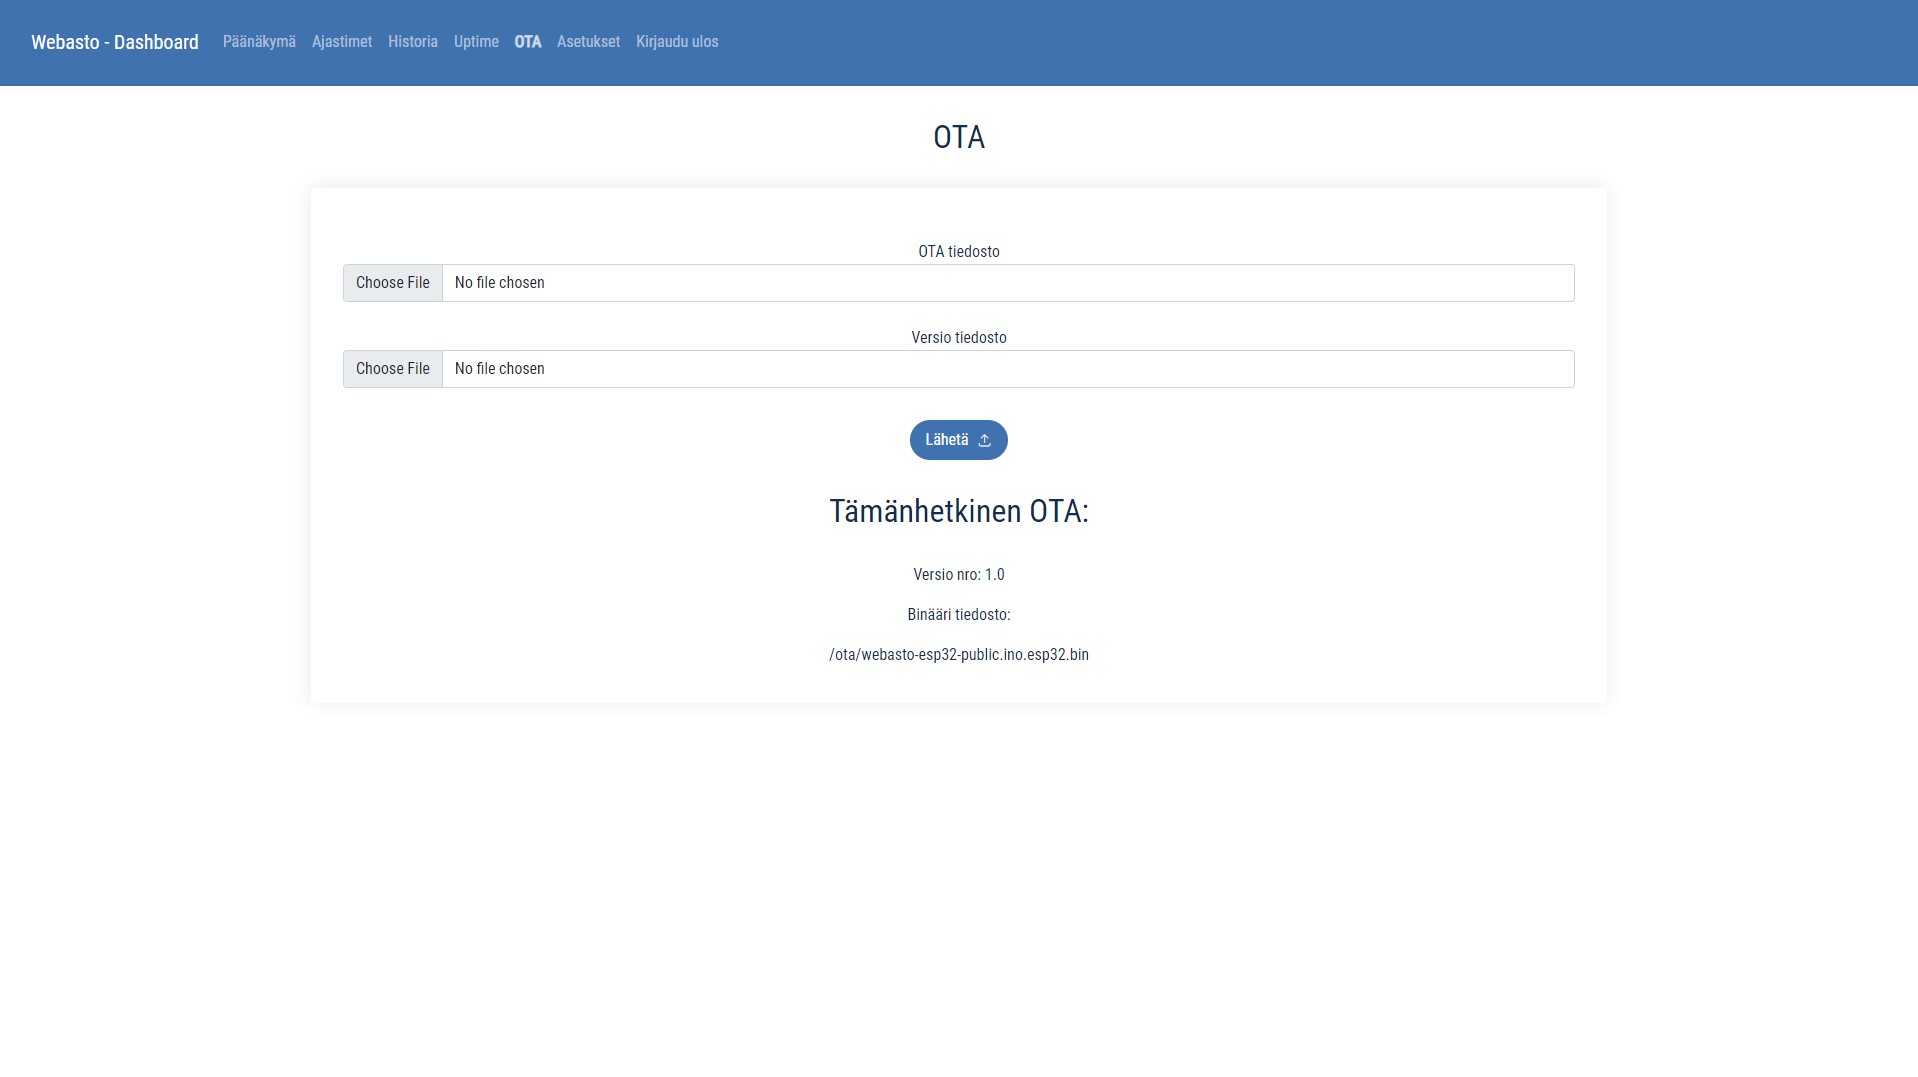 Webasto - Dashboard Päänäkymä Ajastimet Historia Uptime OTA Asetukset Kirjaudu ulos
OTA
OTA tiedosto
Choose File No file chosen
Versio tiedosto
Choose File No file chosen
Lähetä
Tämänhetkinen OTA:
Versio nro: 1.0
Binääri tiedosto:
/ota/webasto-esp32-public.ino.esp32.bin